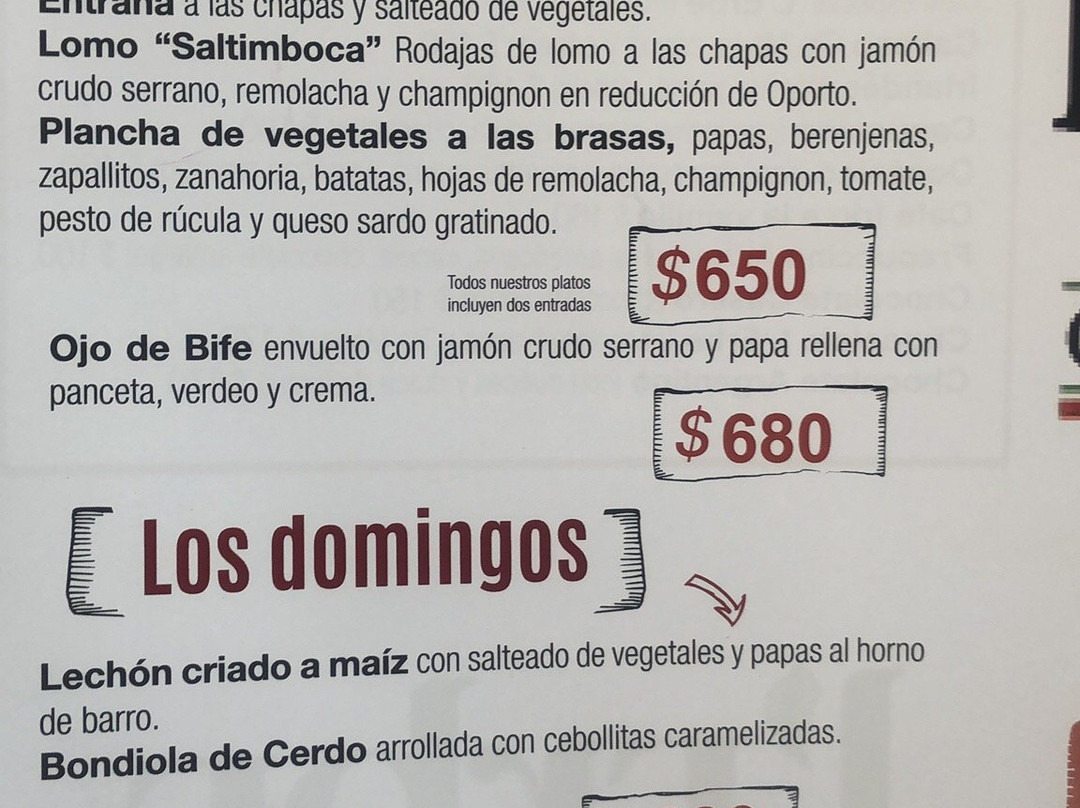 Entraña a las chapas y salteado de vegetales.
Lomo “Saltimboca” Rodajas de lomo a las chapas con jamón
crudo serrano, remolacha y champignon en reducción de Oporto.
Plancha de vegetales a las brasas, papas, berenjenas,
zapallitos, zanahoria, batatas, hojas de remolacha, champignon, tomate,
pesto de rúcula y queso sardo gratinado.
Todos nuestros platos
incluyen dos entradas
$650
Ojo de Bife envuelto con jamón crudo serrano y papa rellena con
panceta, verdeo y crema.
$680
Los domingos
Lechón criado a maíz con salteado de vegetales y papas al horno
de barro.
Bondiola de Cerdo arrollada con cebollitas caramelizadas.